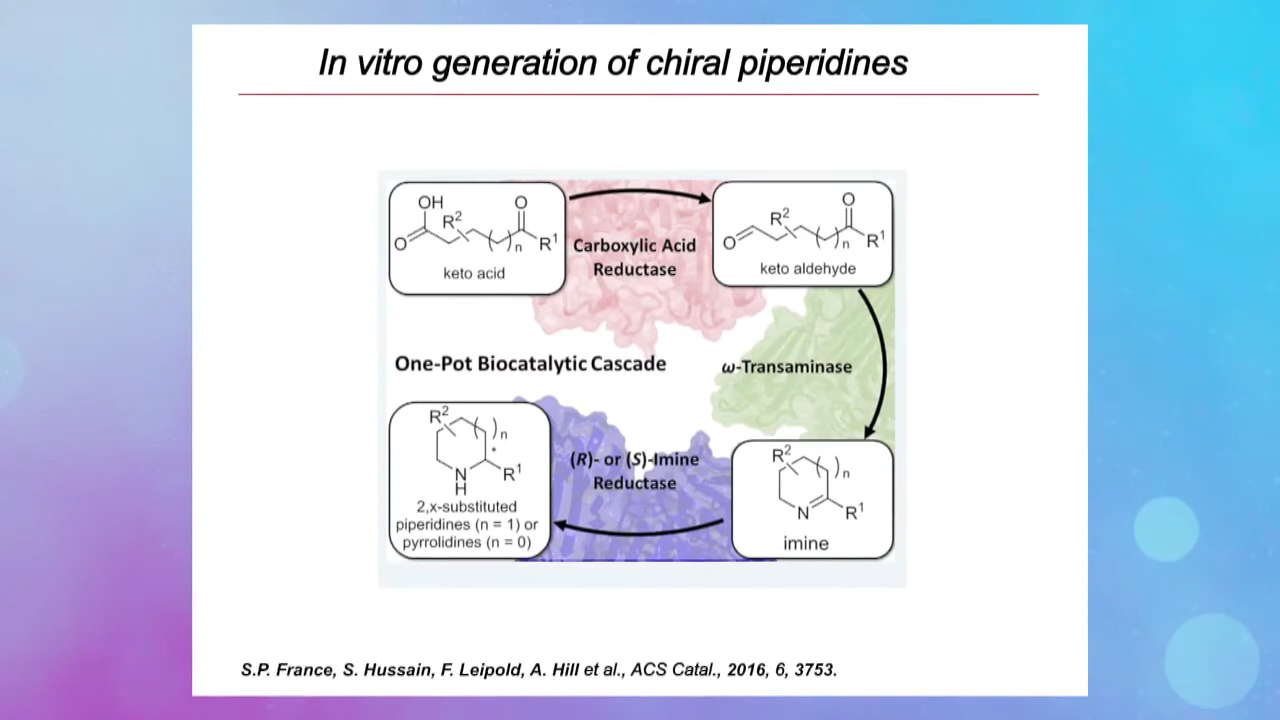 In vitro generation of chiral piperidines
OH
R2
O
O
n
R1
keto acid
Carboxylic Acid
Reductase
O
R2
O
n
R1
keto aldehyde
One-Pot Biocatalytic Cascade
ω-Transaminase
R2
n
*
N
H
R1
2,x-substituted
piperidines (n = 1) or
pyrrolidines (n = 0)
(R)- or (S)-Imine
Reductase
R2
n
N
R1
imine
S.P. France, S. Hussain, F. Leipold, A. Hill et al., ACS Catal., 2016, 6, 3753.